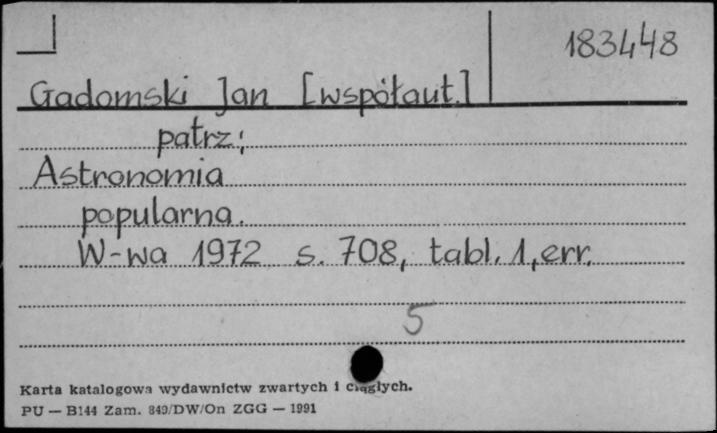 183448
Gadomski Jan [współaut.]
patrz:
Astronomia
popularna.
W-wa 1972 s. 708, tabl. 1, err.
5
Karta katalogowa wydawnictw zwartych i ciągłych.
PU — B144 Zam. 849/DW/On ZGG — 1991